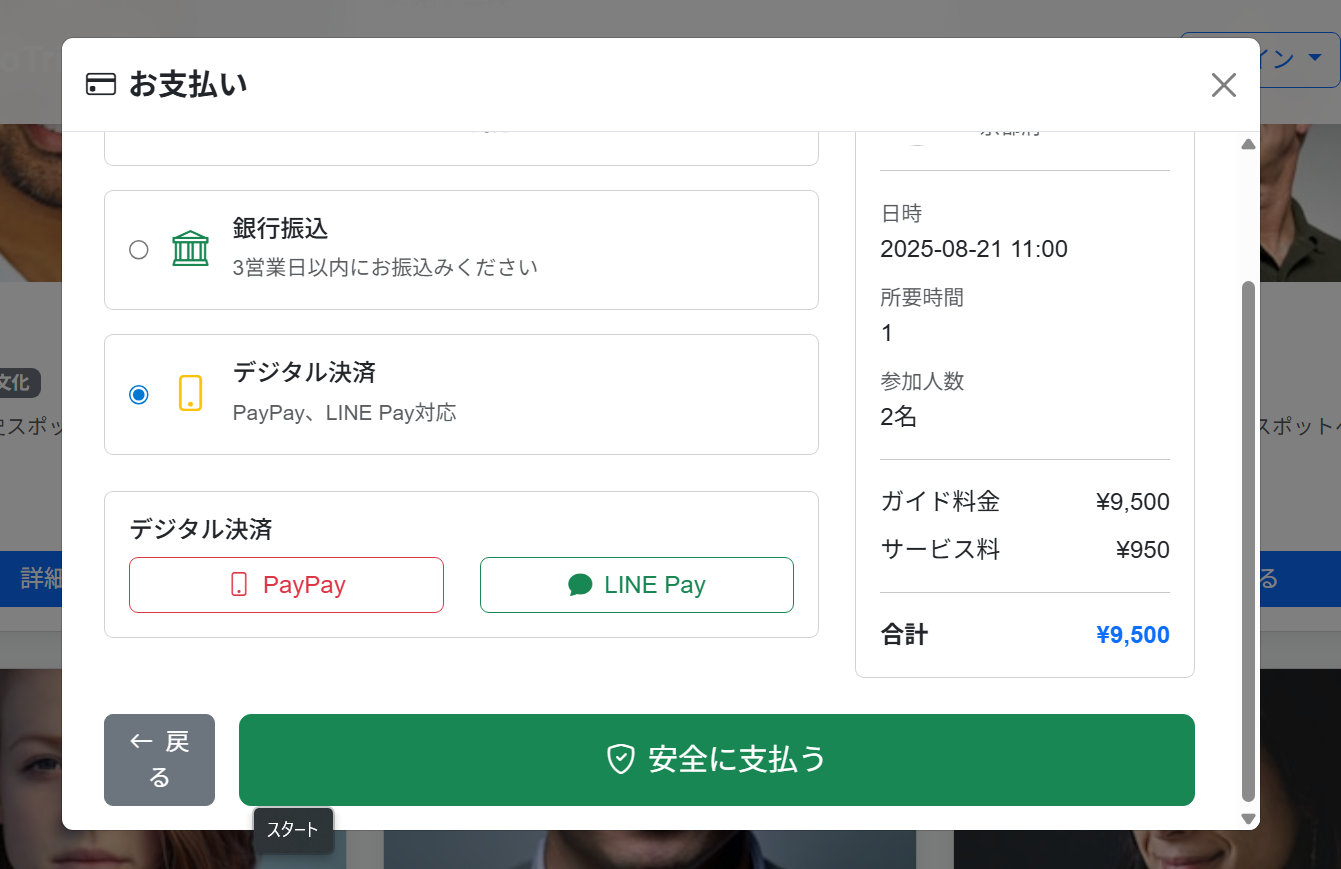 お支払い
銀行振込
3営業日以内にお振込みください
デジタル決済
PayPay、LINE Pay対応
デジタル決済
PayPay
LINE Pay
日時
2025-08-21 11:00
所要時間
1
参加人数
2名
ガイド料金 ¥9,500
サービス料 ¥950
合計 ¥9,500
← 戻
る
安全に支払う
スタート
イン
文化
スポッ
スポット
詳細
る